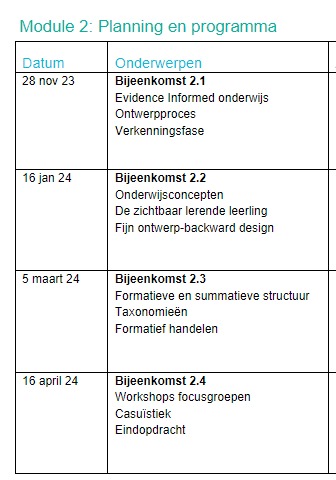 Module 2: Planning en programma
Datum Onderwerpen
28 nov 23 Bijeenkomst 2.1
Evidence Informed onderwijs
Ontwerpproces
Verkenningsfase
16 jan 24 Bijeenkomst 2.2
Onderwijsconcepten
De zichtbaar lerende leerling
Fijn ontwerp-backward design
5 maart 24 Bijeenkomst 2.3
Formatieve en summatieve structuur
Taxonomieën
Formatief handelen
16 april 24 Bijeenkomst 2.4
Workshops focusgroepen
Casuïstiek
Eindopdracht